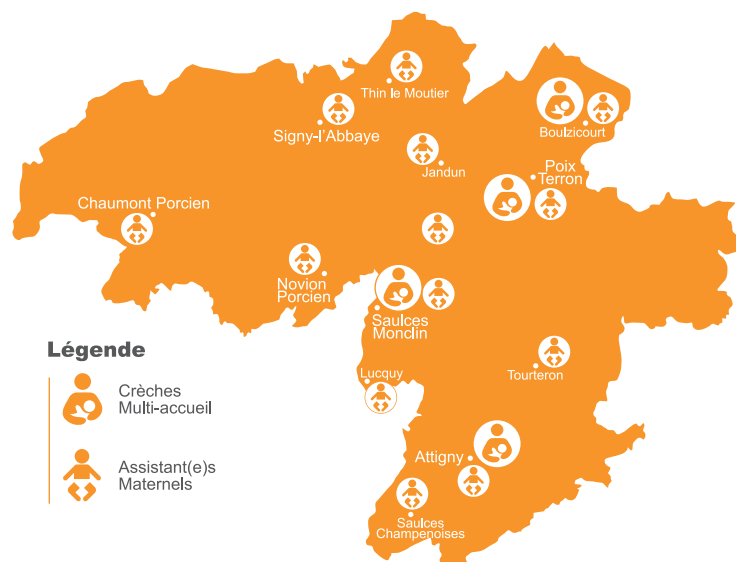 Thin le Moutier
Signy-l'Abbaye
Boulzicourt
Jandun
Poix
Terron
Chaumont Porcien
Novion
Porcien
Saulces
Monclin
Légende
Crèches
Multi-accueil
Lucquy
Tourteron
Assistant(e)s
Maternels
Attigny
Saulces
Champenoises